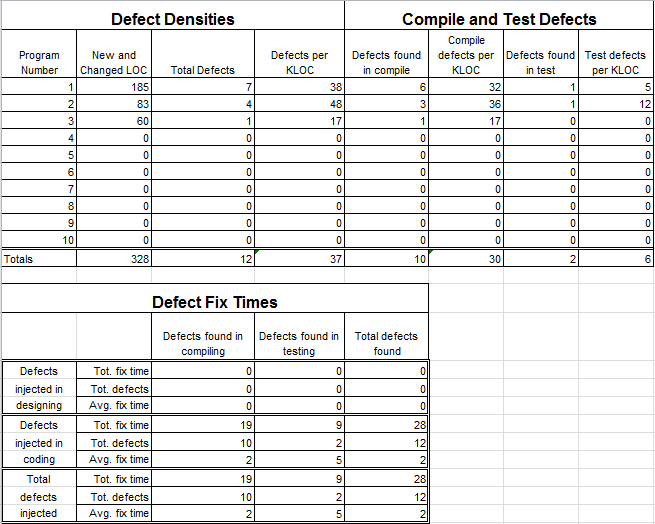 Defect Densities Compile and Test Defects
Program Number New and Changed LOC Total Defects Defects per KLOC Defects found in compile Compile defects per KLOC Defects found in test Test defects per KLOC
1 185 7 38 6 32 1 5
2 83 4 48 3 36 1 12
3 60 1 17 1 17 0 0
4 0 0 0 0 0 0 0
5 0 0 0 0 0 0 0
6 0 0 0 0 0 0 0
7 0 0 0 0 0 0 0
8 0 0 0 0 0 0 0
9 0 0 0 0 0 0 0
10 0 0 0 0 0 0 0
Totals 328 12 37 10 30 2 6
Defect Fix Times
Defects found in compiling Defects found in testing Total defects found
Defects Tot. fix time 0 0 0
injected in Tot. defects 0 0 0
designing Avg. fix time 0 0 0
Defects Tot. fix time 19 9 28
injected in Tot. defects 10 2 12
coding Avg. fix time 2 5 2
Total Tot. fix time 19 9 28
defects Tot. defects 10 2 12
injected Avg. fix time 2 5 2